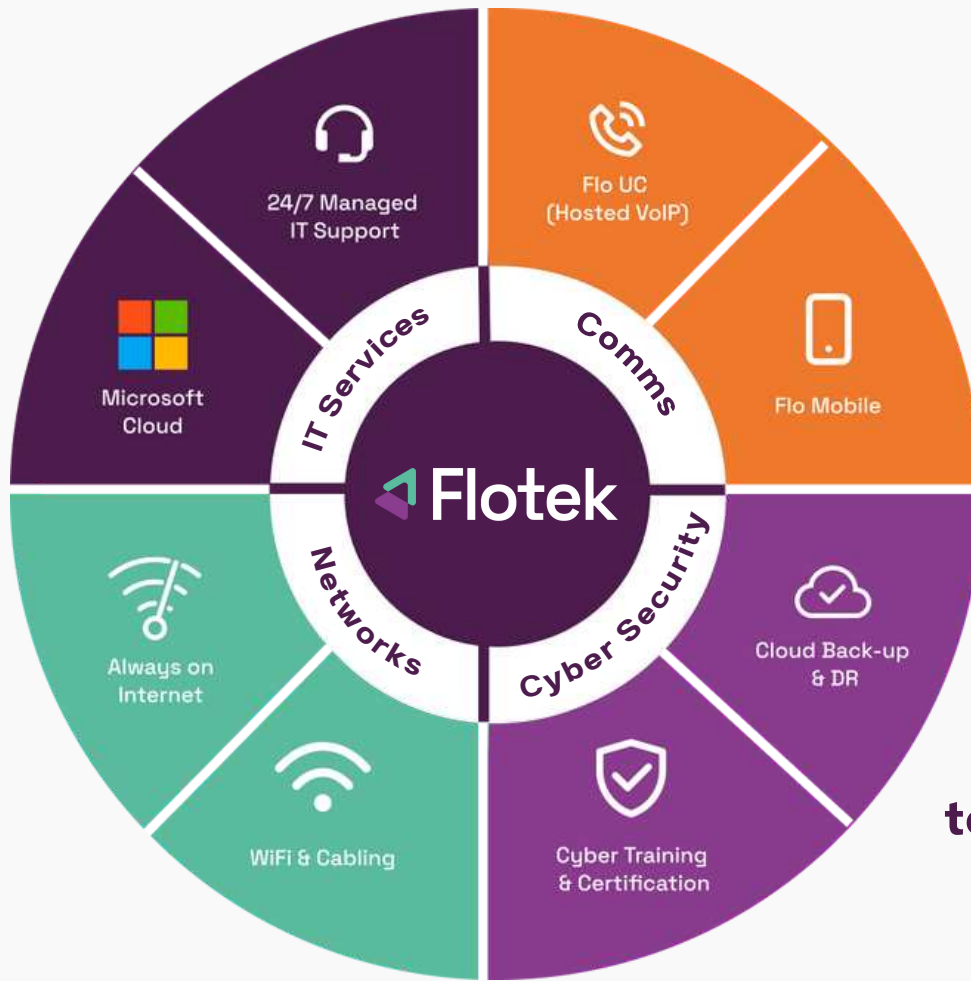 24/7 Managed
IT Support
Flo UC
(Hosted VoIP)
Microsoft
Cloud
Flo Mobile
IT Services
Comms
Flotek
Networks
Cyber Security
Always on
Internet
Cloud Back-up
& DR
WiFi & Cabling
Cyber Training
& Certification